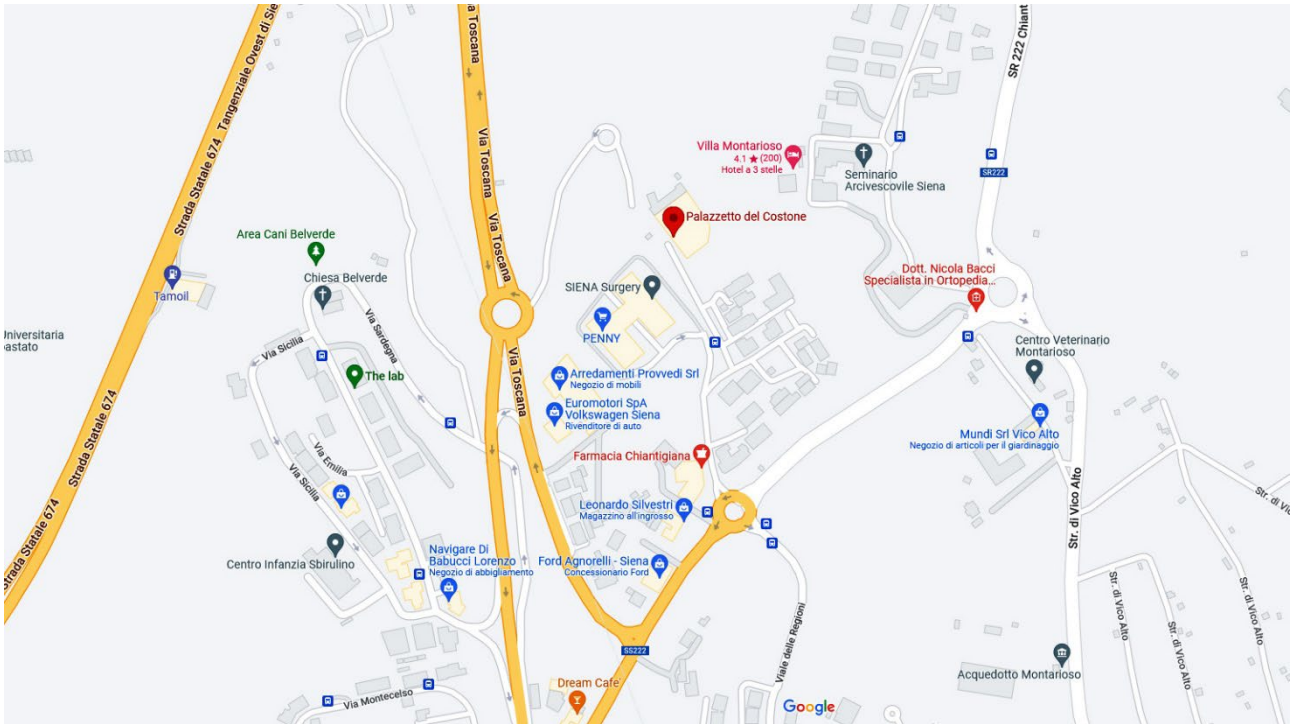 Via Toscana
SR 222 Chiant
Strada Statale 674
Tangenziale Ovest di Sie
Via Toscana
Villa Montarioso
4.1 ★ (200)
Hotel a 3 stelle
Seminario
Arcivescovile Siena
SR222
Palazzetto del Costone
Area Cani Belverde
Via Toscana
Chiesa Belverde
Tamoil
SIENA Surgery
Dott. Nicola Bacci
Specialista in Ortopedia...
Universitaria
pastato
Via Sardegna
PENNY
Centro Veterinario
Montarioso
Via Sicilia
The lab
Via Toscana
Arredamenti Provvedi Srl
Negozio di mobili
Euromotori SpA
Volkswagen Siena
Rivenditore di auto
Strada Statale 674
Mundi Srl Vico Alto
Negozio di articoli per il giardinaggio
Via Emilia
Farmacia Chiantigiana
Via Sicilia
Str. di Vico Alto
Str. di Vic
Leonardo Silvestri
Magazzino all'ingrosso
Strada Statale 674
Centro Infanzia Sbirulino
Navigare Di
Babucci Lorenzo
Negozio di abbigliamento
Ford Agnorelli - Siena
Concessionario Ford
Str. di Vico Alto
Str. di Vico Alto
Str. di Vico Alto
SS222
Viale delle Regioni
Acquedotto Montarioso
Dream Cafe'
Via Montecelso
Google